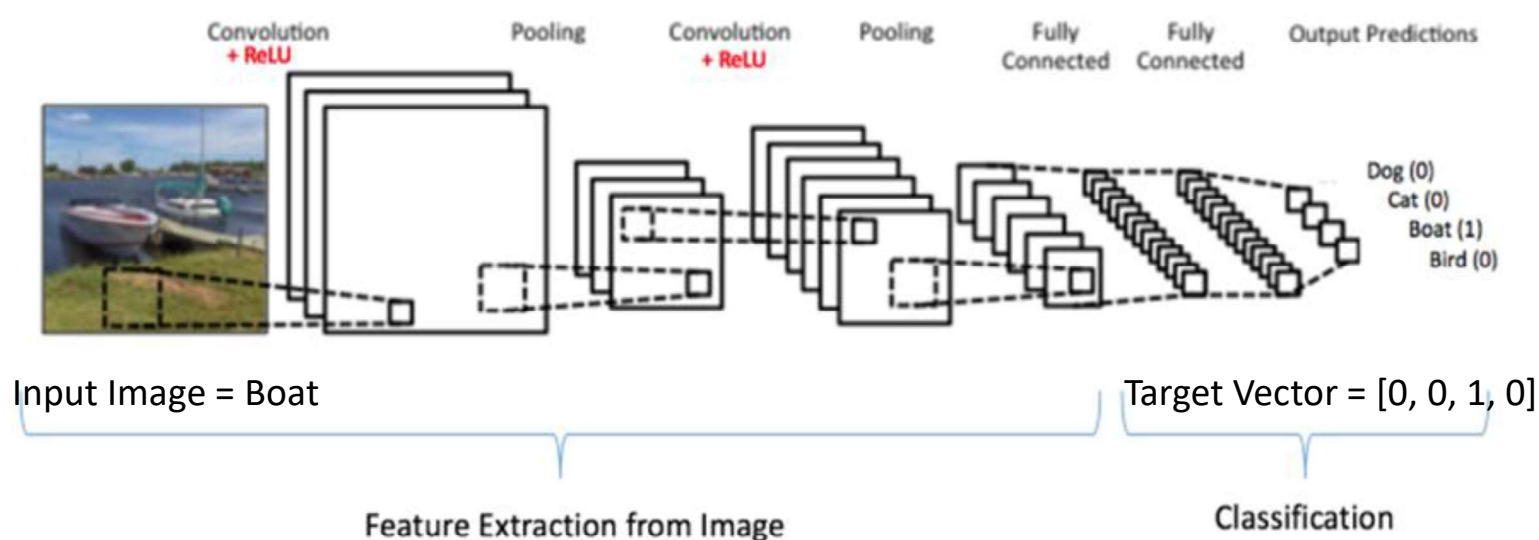 Convolution
+ ReLU
Pooling
Convolution
+ ReLU
Pooling
Fully
Connected
Fully
Connected
Output Predictions
Dog (0)
Cat (0)
Boat (1)
Bird (0)
Input Image = Boat
Target Vector = [0, 0, 1, 0]
Feature Extraction from Image
Classification